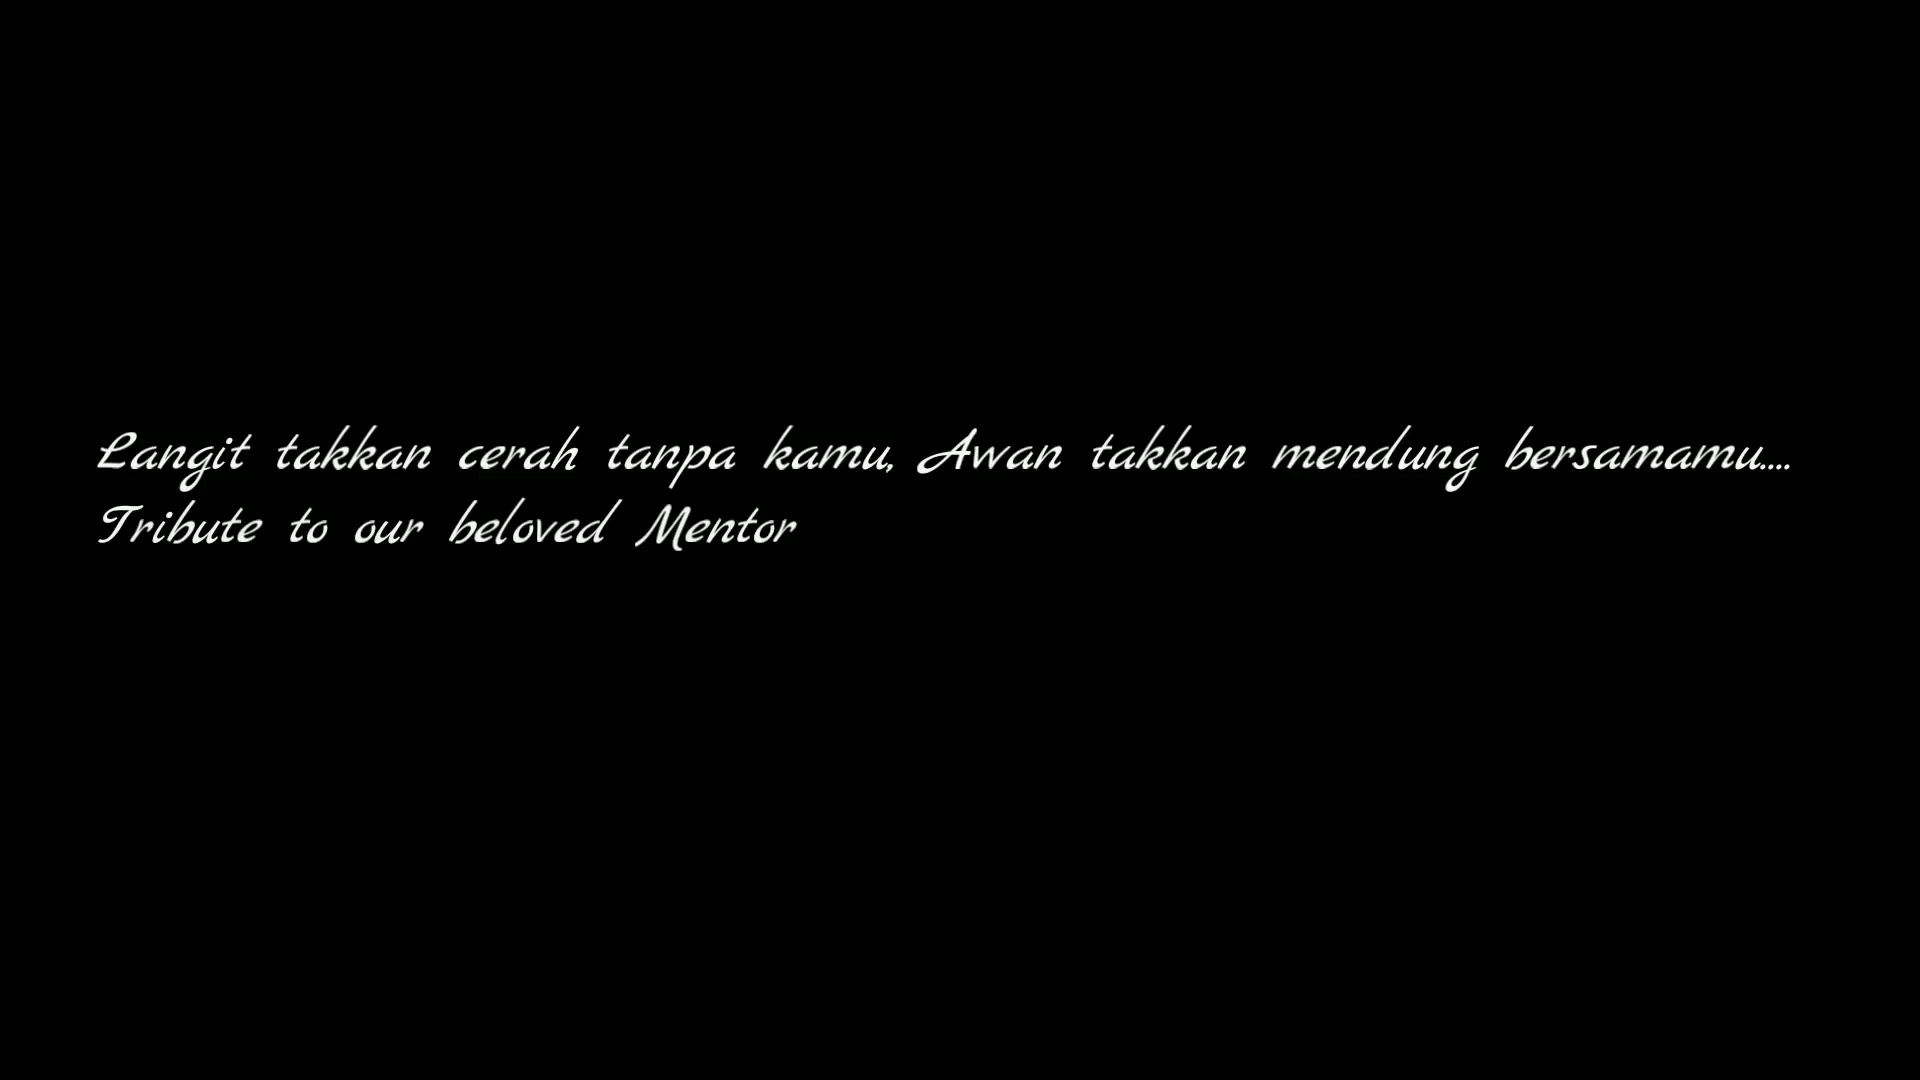 Langit takkan cerah tanpa kamu, Awan takkan mendung bersamamu....
Tribute to our beloved Mentor